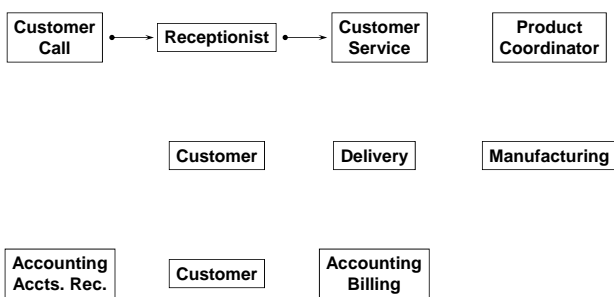 Customer
Call
Receptionist
Customer
Service
Product
Coordinator
Customer
Delivery
Manufacturing
Accounting
Accts. Rec.
Customer
Accounting
Billing